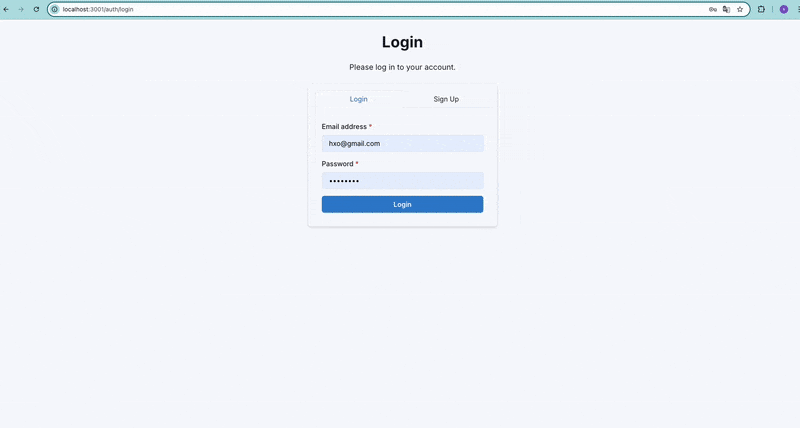 localhost:3001/auth/login
Login
Please log in to your account.
Login Sign Up
Email address *
hxo@gmail.com
Password *
••••••••
Login